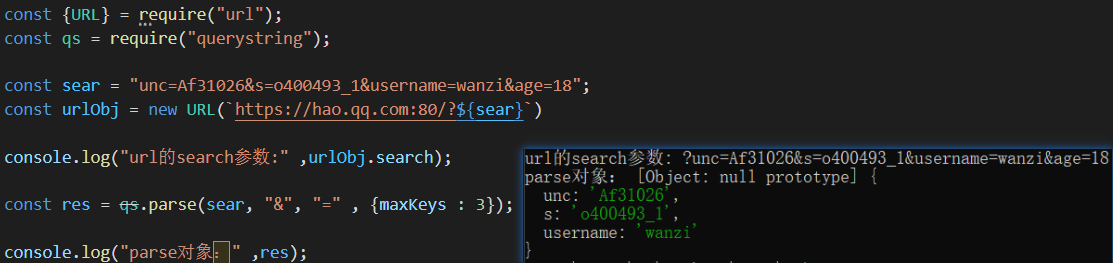 const {URL} = require("url");
const qs = require("querystring");
const sear = "unc=Af31026&s=o400493_1&username=wanzi&age=18";
const urlObj = new URL(`https://hao.qq.com:80/?${sear}`)
console.log("url的search参数:" ,urlObj.search);
const res = qs.parse(sear, "&", "=" , {maxKeys : 3});
console.log("parse对象：" ,res);
url的search参数: ?unc=Af31026&s=o400493_1&username=wanzi&age=18
parse对象： [Object: null prototype] {
  unc: 'Af31026',
  s: 'o400493_1',
  username: 'wanzi'
}